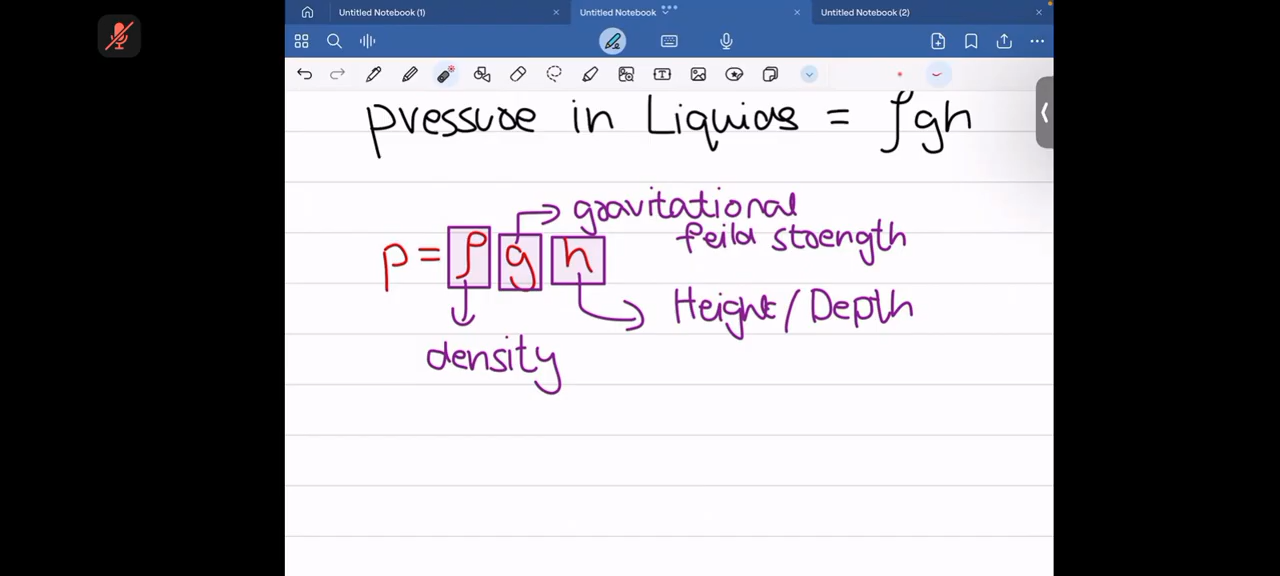 Untitled Notebook (1)
Untitled Notebook
Untitled Notebook (2)
pressure in Liquids = ρgh
gravitational
feild strength
p = ρ g h
Height / Depth
density